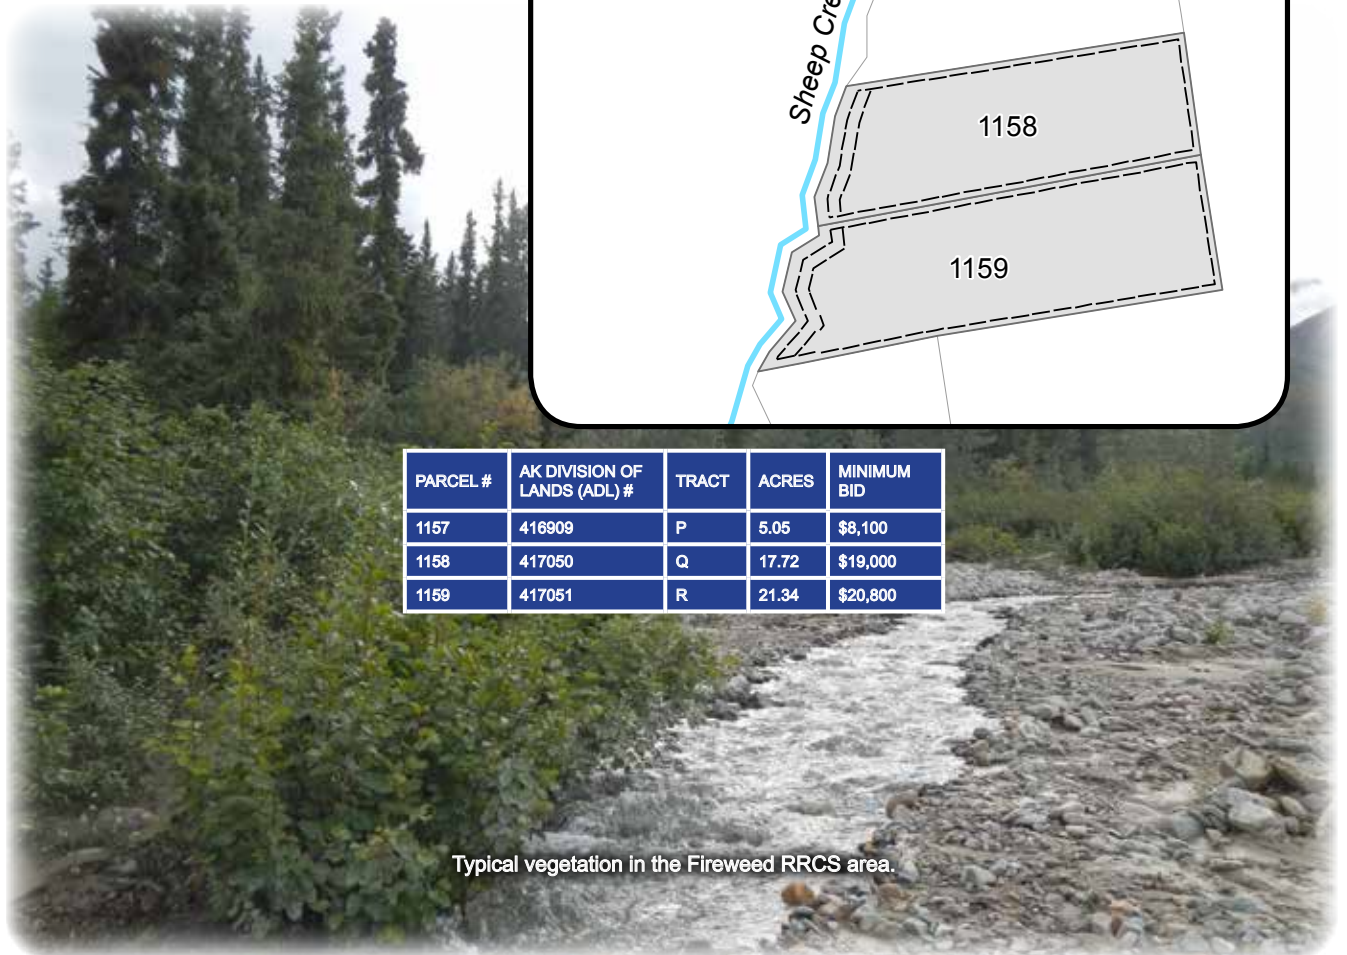 Sheep Cre
1158
1159
PARCEL # AK DIVISION OF LANDS (ADL) # TRACT ACRES MINIMUM BID
1157 416909 P 5.05 $8,100
1158 417050 Q 17.72 $19,000
1159 417051 R 21.34 $20,800
Typical vegetation in the Fireweed RRCS area.